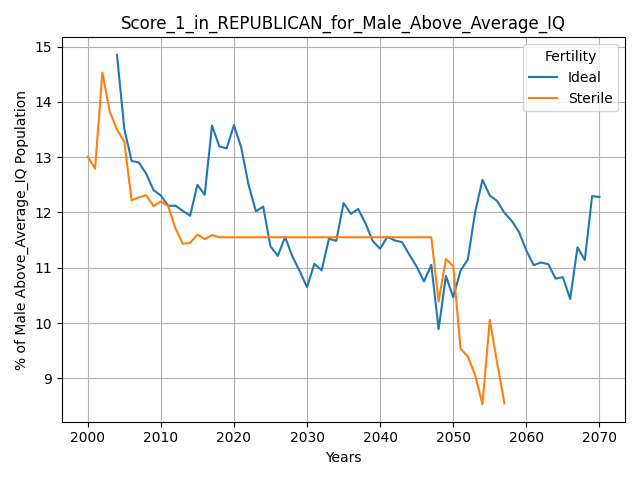 Score_1_in_REPUBLICAN_for_Male_Above_Average_IQ
Fertility
Ideal
Sterile
% of Male Above_Average_IQ Population
15
14
13
12
11
10
9
2000 2010 2020 2030 2040 2050 2060 2070
Years